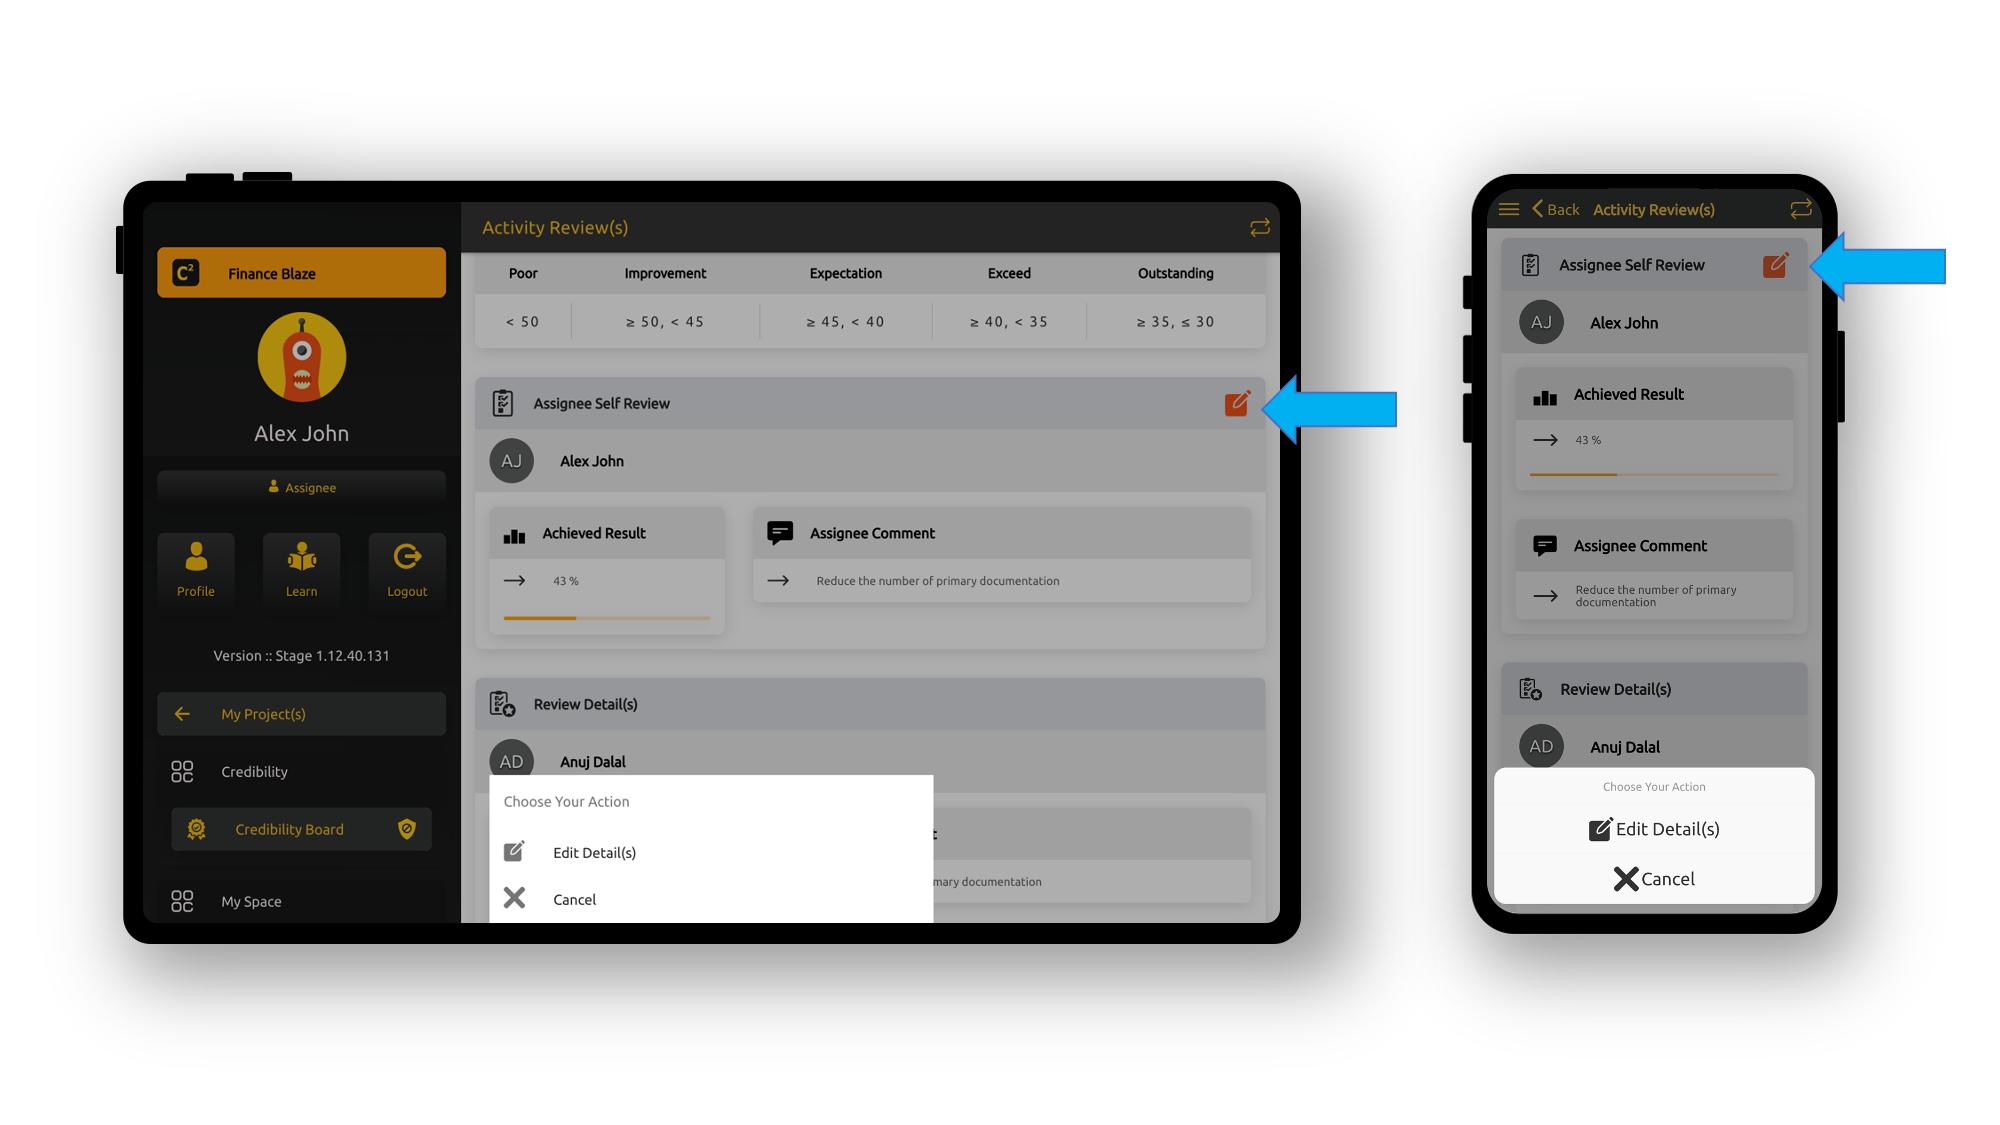 C²
Finance Blaze
Alex John
Assignee
Profile
Learn
Logout
Version :: Stage 1.12.40.131
My Project(s)
Credibility
Credibility Board
My Space
Activity Review(s)
Poor
Improvement
Expectation
Exceed
Outstanding
< 50
≥ 50, < 45
≥ 45, < 40
≥ 40, < 35
≥ 35, ≤ 30
Assignee Self Review
AJ
Alex John
Achieved Result
43 %
Assignee Comment
Reduce the number of primary documentation
Review Detail(s)
AD
Anuj Dalal
t
mary documentation
Choose Your Action
Edit Detail(s)
Cancel
Back
Activity Review(s)
Assignee Self Review
AJ
Alex John
Achieved Result
43 %
Assignee Comment
Reduce the number of primary
documentation
Review Detail(s)
AD
Anuj Dalal
Choose Your Action
Edit Detail(s)
Cancel